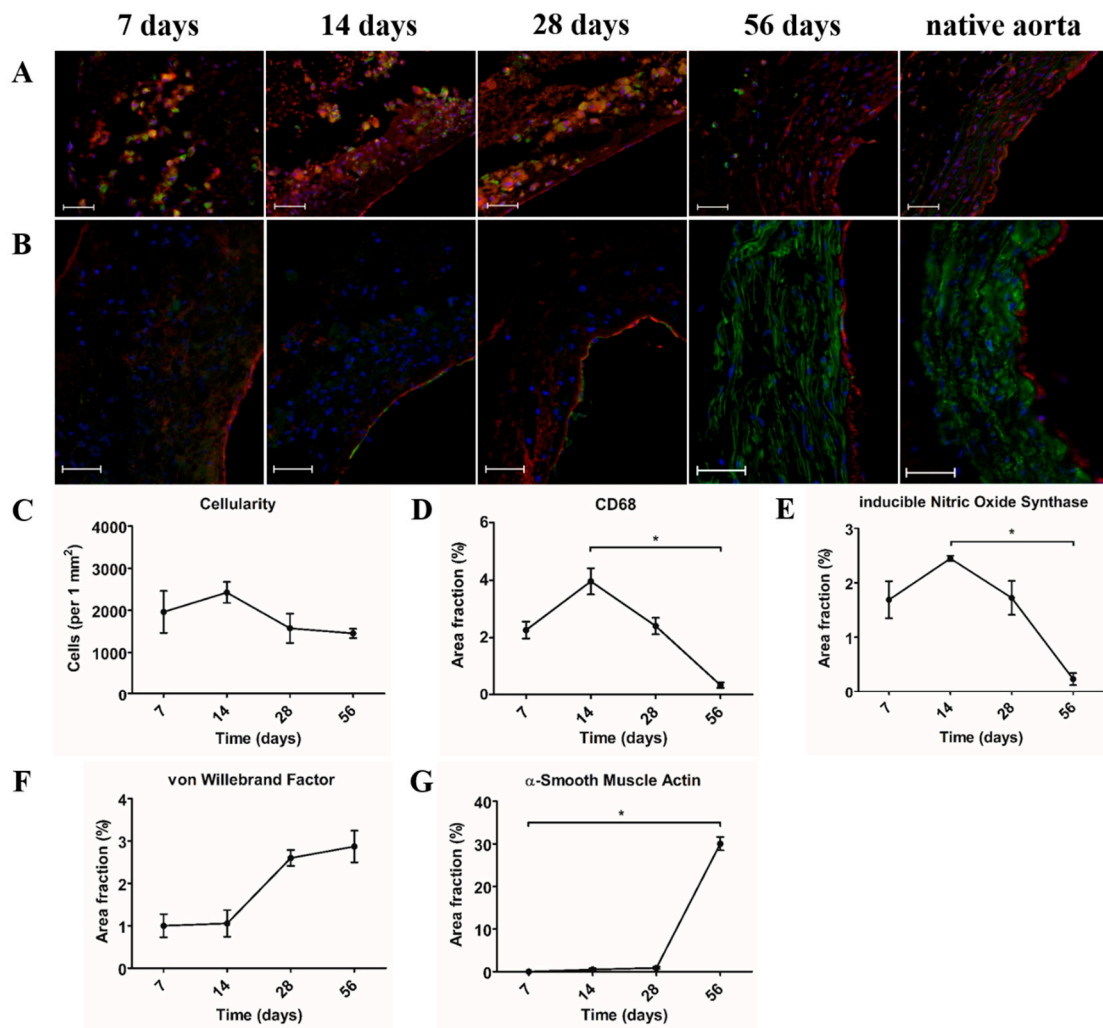 7 days 14 days 28 days 56 days native aorta
A
B
C Cellularity
Cells (per 1 mm²)
4000
3000
2000
1000
0
7 14 28 56
Time (days)
D CD68
Area fraction (%)
6
4
2
0
*
7 14 28 56
Time (days)
E inducible Nitric Oxide Synthase
Area fraction (%)
3
2
1
0
*
7 14 28 56
Time (days)
F von Willebrand Factor
Area fraction (%)
4
3
2
1
0
7 14 28 56
Time (days)
G α-Smooth Muscle Actin
Area fraction (%)
40
30
20
10
0
*
7 14 28 56
Time (days)